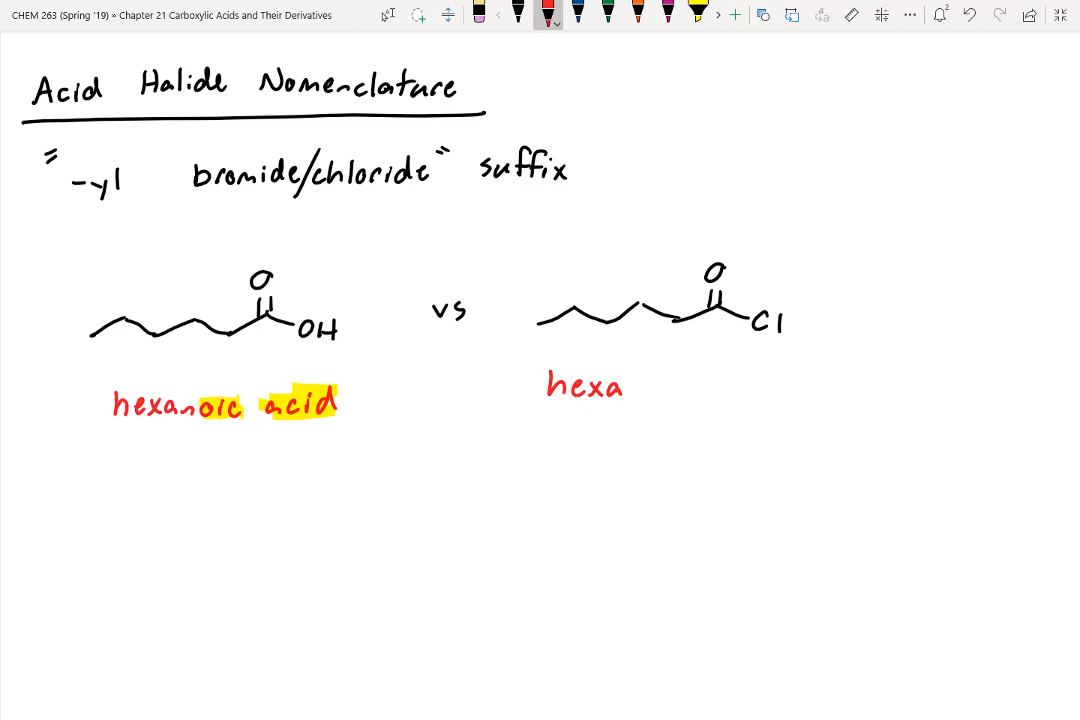 CHEM 263 (Spring '19) » Chapter 21 Carboxylic Acids and Their Derivatives
Acid Halide Nomenclature
"-yl bromide/chloride" suffix
O
OH
vs
O
Cl
hexanoic acid
hexa